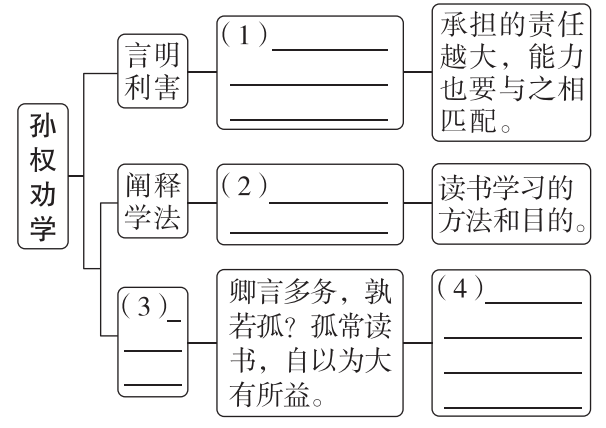 孙
权
劝
学
言明
利害
（1）
承担的责任
越大，能力
也要与之相
匹配。
阐释
学法
（2）
读书学习的
方法和目的。
（3）
卿言多务，孰
若孤？孤常读
书，自以为大
有所益。
（4）